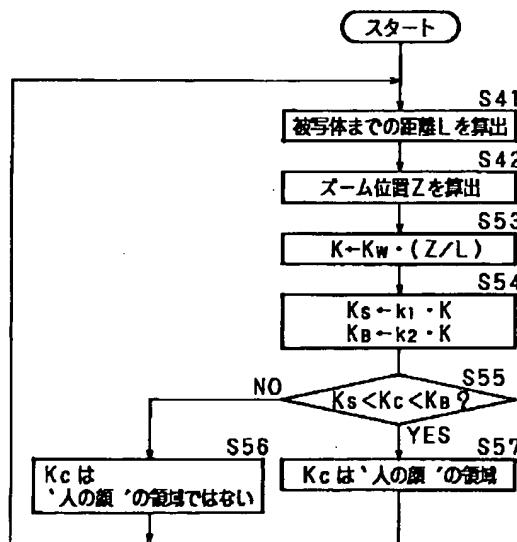 スタート
S41
被写体までの距離Lを算出
S42
ズーム位置Zを算出
S53
K←KW・(Z/L)
S54
KS←k1・K
KB←k2・K
S55
KS<KC<KB?
NO
YES
S56
KCは
`人の顔´の領域ではない
S57
KCは`人の顔´の領域